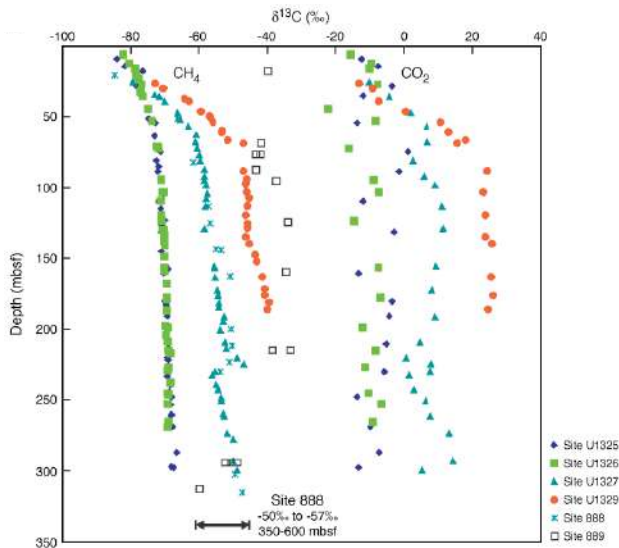 δ¹³C (‰)
-100 -80 -60 -40 -20 0 20 40
CH₄ CO₂
Depth (mbsf)
0
50
100
150
200
250
300
350
Site 888
-50‰ to -57‰
350-600 mbsf
Site U1325
Site U1326
Site U1327
Site U1329
Site 888
Site 889